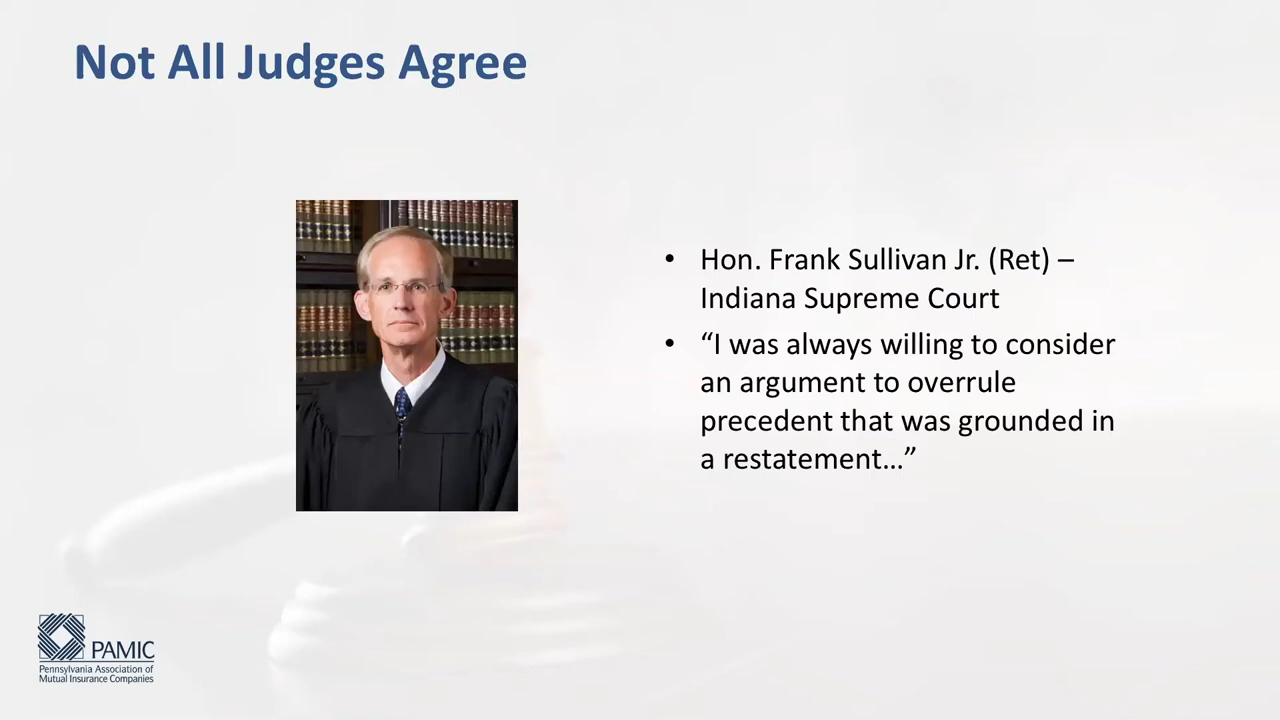 Not All Judges Agree
• Hon. Frank Sullivan Jr. (Ret) –
Indiana Supreme Court
• “I was always willing to consider
an argument to overrule
precedent that was grounded in
a restatement…”
PAMIC
Pennsylvania Association of
Mutual Insurance Companies